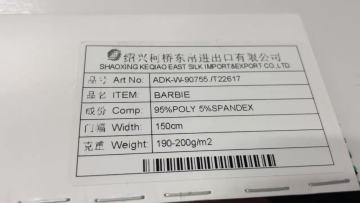 绍兴柯桥东帛进出口有限公司
SHAOXING KEQIAO EAST SILK IMPORT&EXPORT CO.,LTD.
品号 Art No: ADK-W-90755 /T22617
品名 ITEM: BARBIE
成份 Comp: 95%POLY 5%SPANDEX
门幅 Width: 150cm
克重 Weight: 190-200g/m2